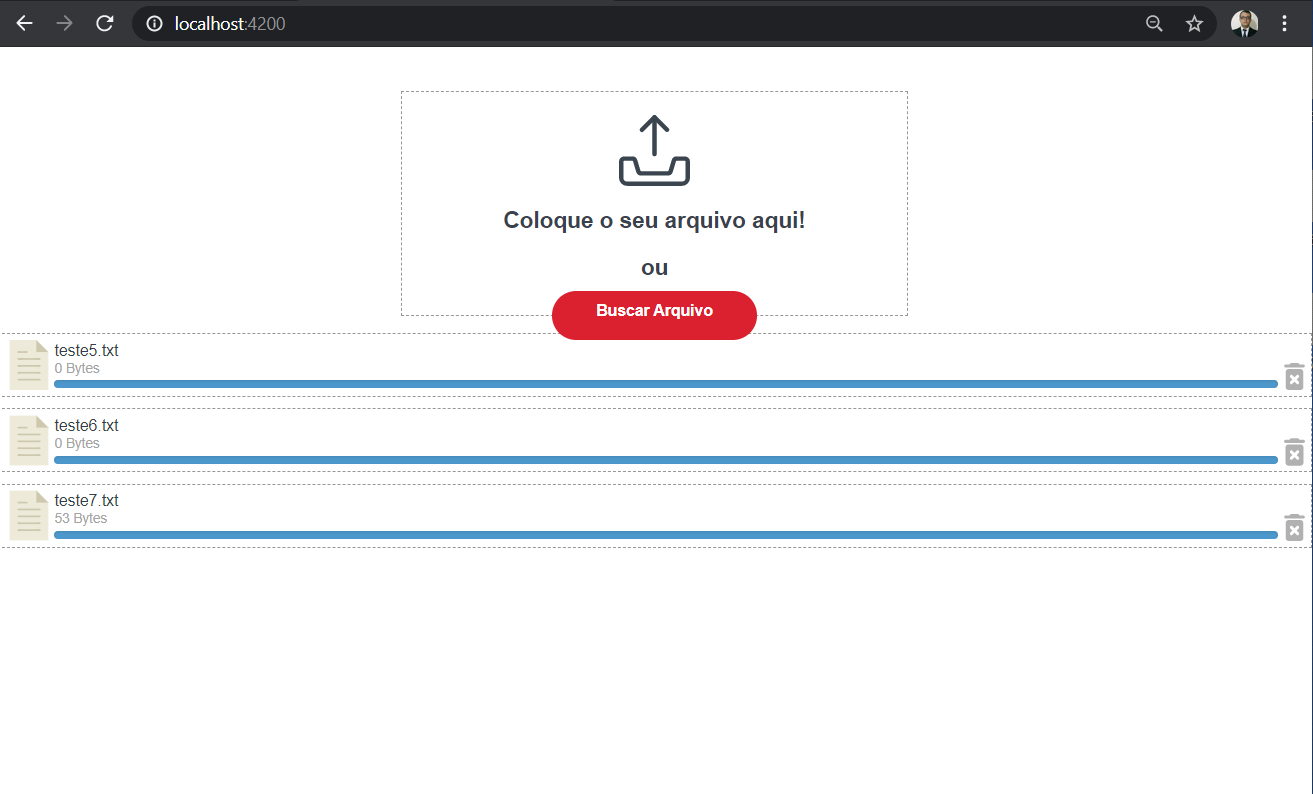 localhost:4200
Coloque o seu arquivo aqui!
ou
Buscar Arquivo
teste5.txt
0 Bytes
teste6.txt
0 Bytes
teste7.txt
53 Bytes